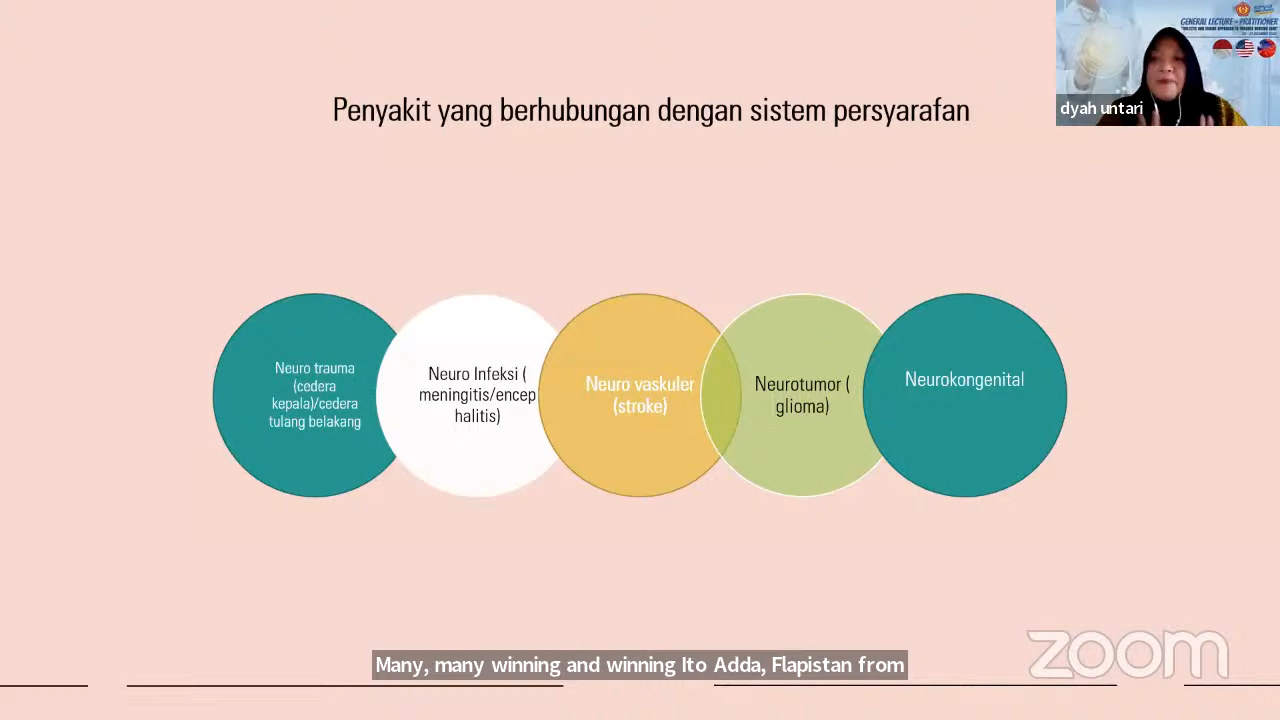 GENERAL LECTURE - PRATITIONER
dyah untari
Penyakit yang berhubungan dengan sistem persyarafan
Neuro trauma
(cedera
kepala)/cedera
tulang belakang
Neuro Infeksi (
meningitis/encep
halitis)
Neuro vaskuler
(stroke)
Neurotumor (
glioma)
Neurokongenital
Many, many winning and winning Ito Adda, Flapistan from
zoom